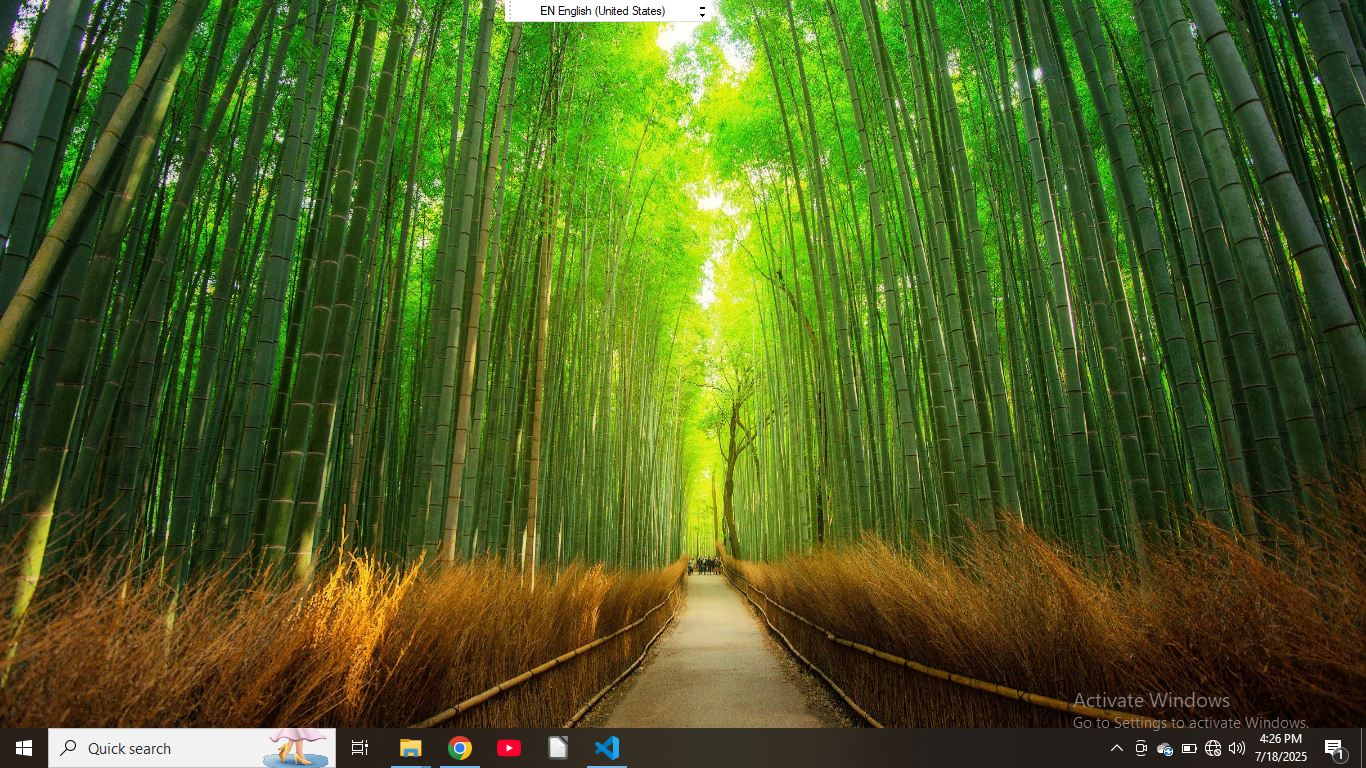 EN English (United States)
Activate Windows
Go to Settings to activate Windows.
Quick search
4:26 PM
7/18/2025
1